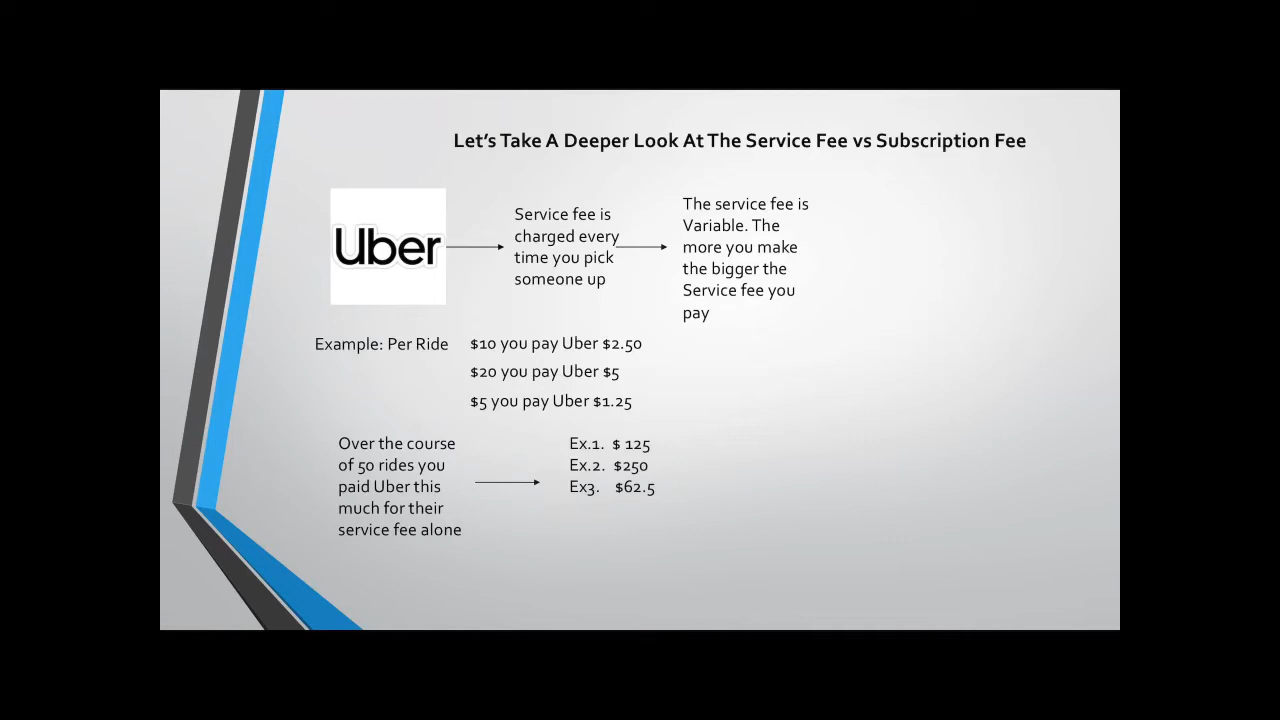 Let's Take A Deeper Look At The Service Fee vs Subscription Fee
Uber
Service fee is
charged every
time you pick
someone up
The service fee is
Variable. The
more you make
the bigger the
Service fee you
pay
Example: Per Ride
$10 you pay Uber $2.50
$20 you pay Uber $5
$5 you pay Uber $1.25
Over the course
of 50 rides you
paid Uber this
much for their
service fee alone
Ex.1. $ 125
Ex.2. $250
Ex3. $62.5